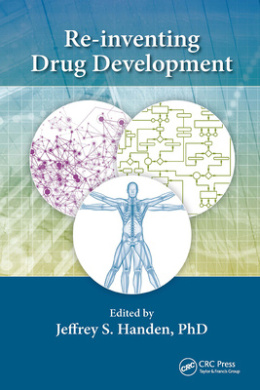 Re-inventing
Drug Development
Edited by
Jeffrey S. Handen, PhD
CRC Press
Taylor & Francis Group